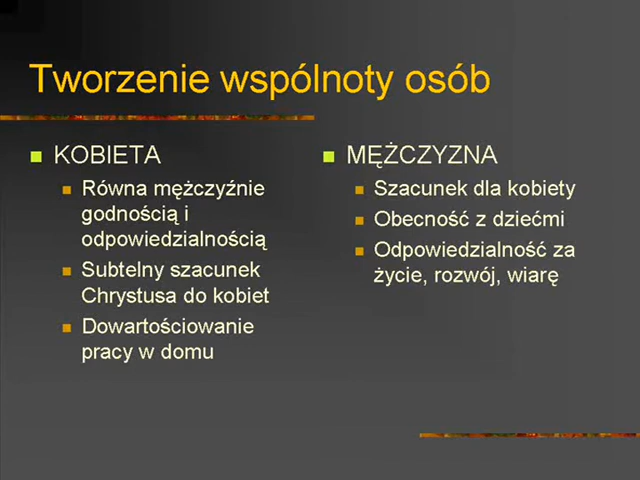 Tworzenie wspólnoty osób
KOBIETA
Równa mężczyźnie
godnością i
odpowiedzialnością
Subtelny szacunek
Chrystusa do kobiet
Dowartościowanie
pracy w domu
MĘŻCZYZNA
Szacunek dla kobiety
Obecność z dziećmi
Odpowiedzialność za
życie, rozwój, wiarę